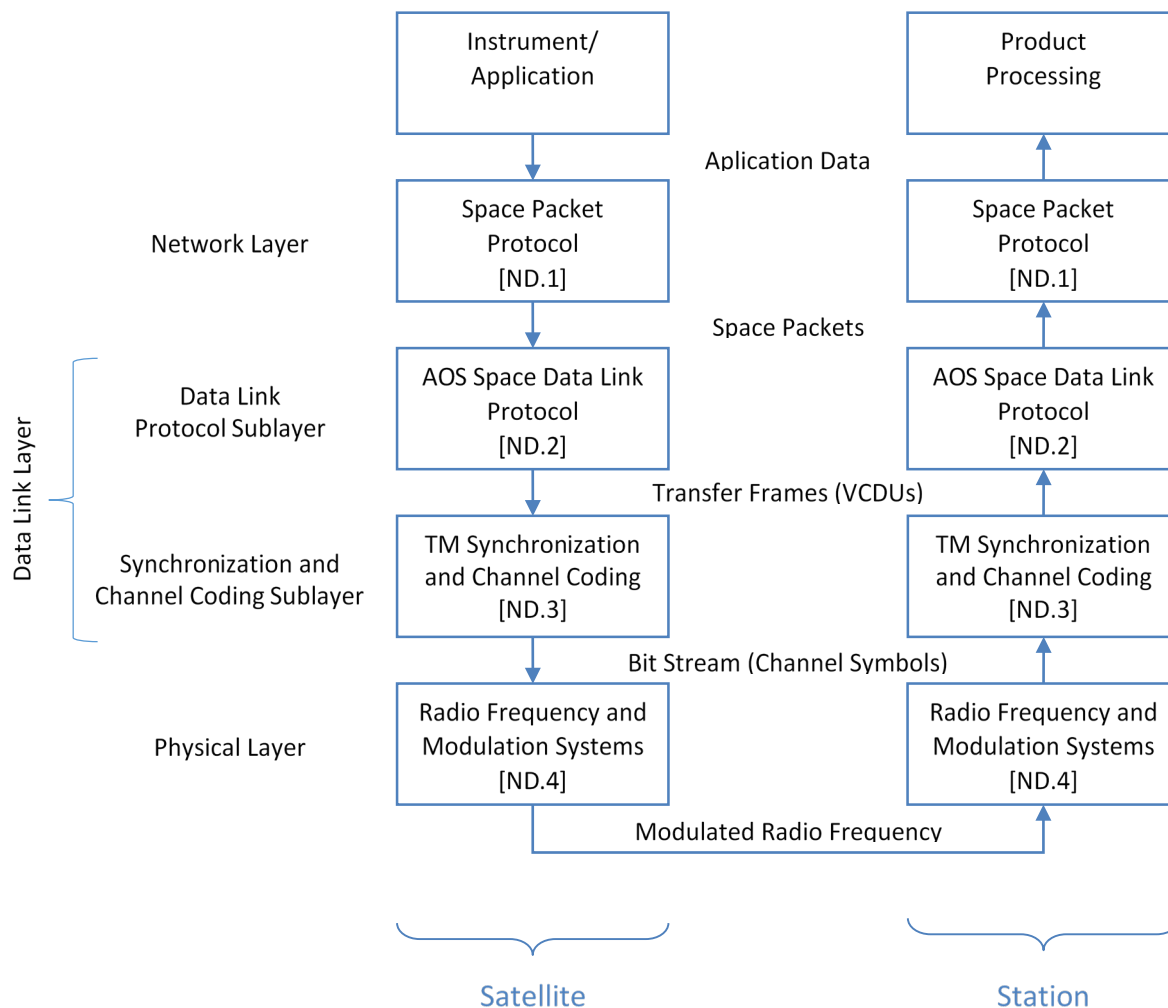 Instrument/
Application
Product
Processing
Aplication Data
Network Layer
Space Packet
Protocol
[ND.1]
Space Packet
Protocol
[ND.1]
Space Packets
Data Link Layer
Data Link
Protocol Sublayer
AOS Space Data Link
Protocol
[ND.2]
AOS Space Data Link
Protocol
[ND.2]
Transfer Frames (VCDUs)
Synchronization and
Channel Coding Sublayer
TM Synchronization
and Channel Coding
[ND.3]
TM Synchronization
and Channel Coding
[ND.3]
Bit Stream (Channel Symbols)
Physical Layer
Radio Frequency and
Modulation Systems
[ND.4]
Radio Frequency and
Modulation Systems
[ND.4]
Modulated Radio Frequency
Satellite
Station